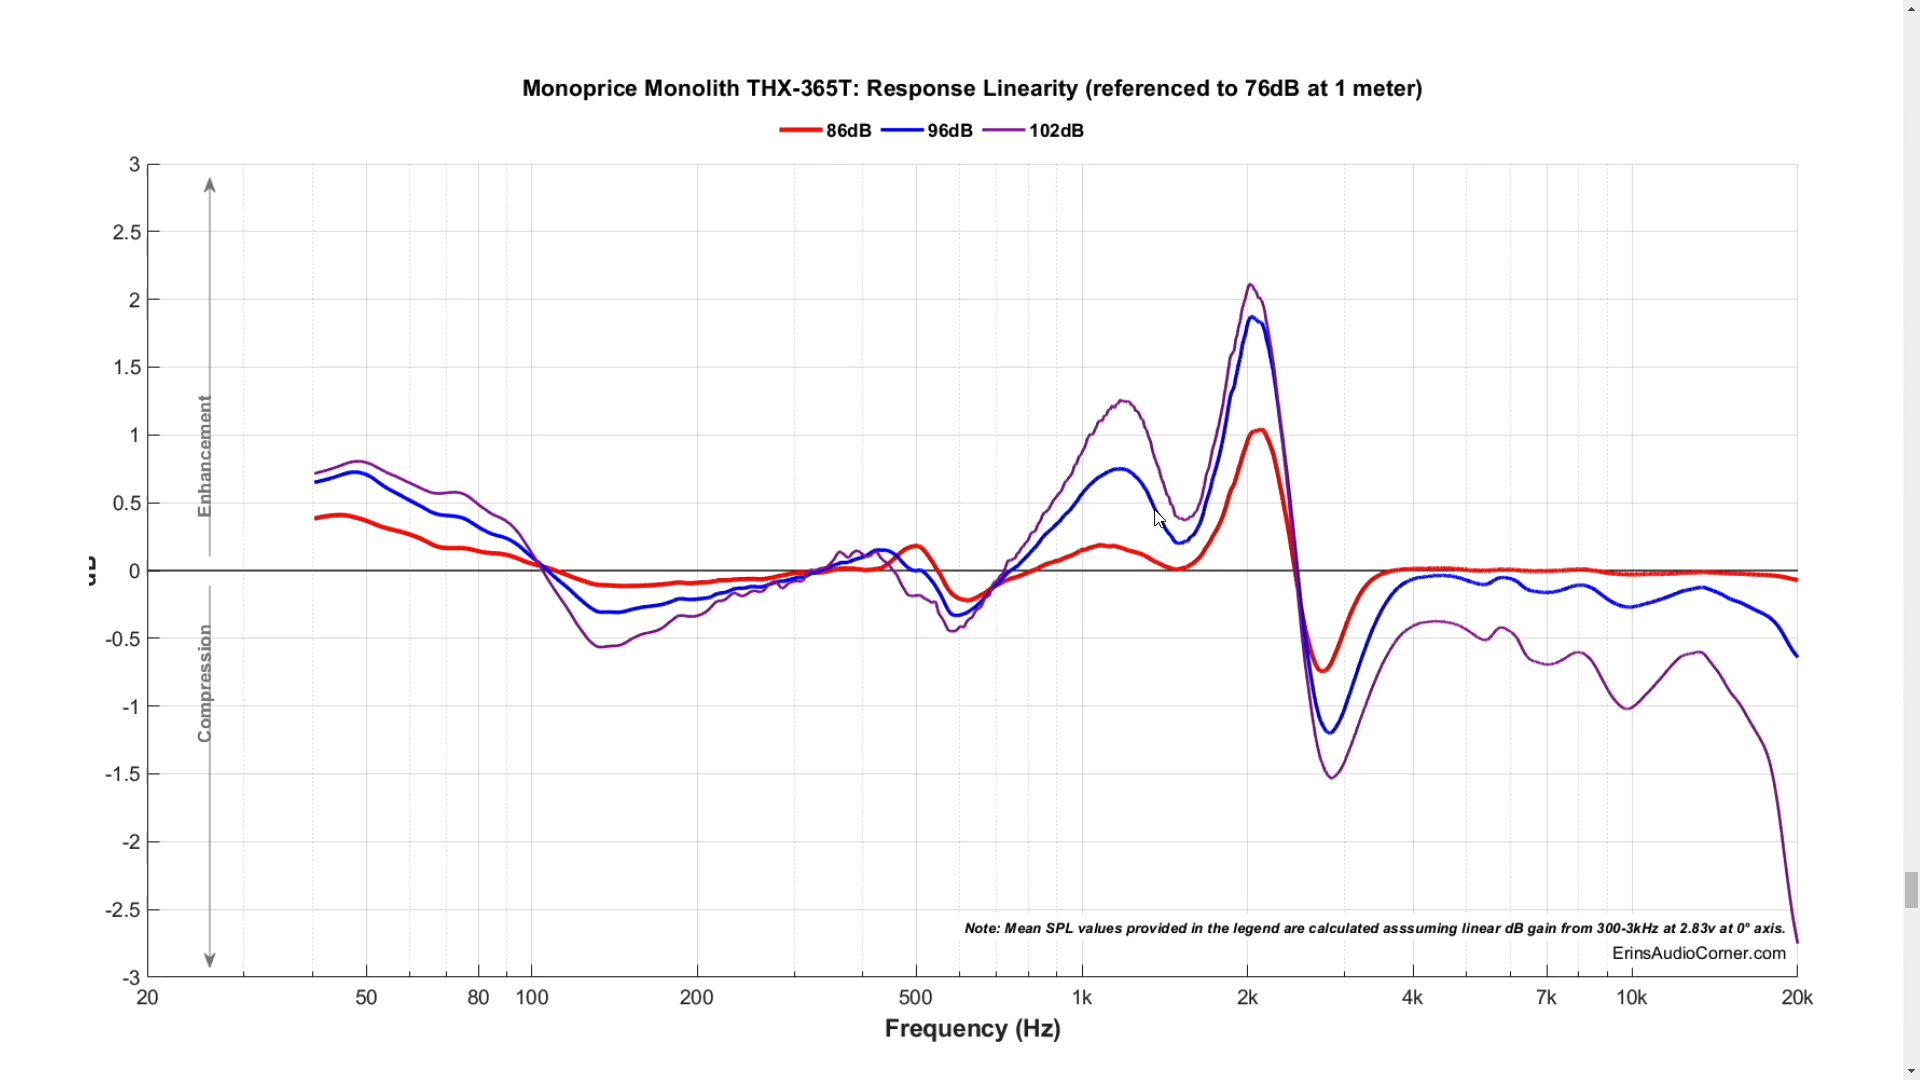 Monoprice Monolith THX-365T: Response Linearity (referenced to 76dB at 1 meter)
86dB 96dB 102dB
3
2.5
2
1.5
1
0.5
0
-0.5
-1
-1.5
-2
-2.5
-3
dB
Enhancement
Compression
Note: Mean SPL values provided in the legend are calculated asssuming linear dB gain from 300-3kHz at 2.83v at 0° axis.
ErinsAudioCorner.com
20 50 80 100 200 500 1k 2k 4k 7k 10k 20k
Frequency (Hz)